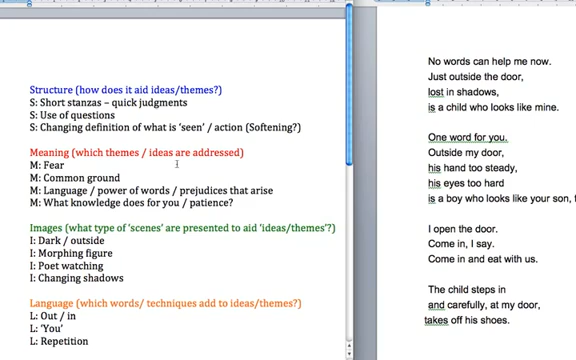 Structure (how does it aid ideas/themes?)
S: Short stanzas – quick judgments
S: Use of questions
S: Changing definition of what is ‘seen’ / action (Softening?)
Meaning (which themes / ideas are addressed)
M: Fear
M: Common ground
M: Language / power of words / prejudices that arise
M: What knowledge does for you / patience?
Images (what type of ‘scenes’ are presented to aid ‘ideas/themes’?)
I: Dark / outside
I: Morphing figure
I: Poet watching
I: Changing shadows
Language (which words/ techniques add to ideas/themes?)
L: Out / in
L: ‘You’
L: Repetition
No words can help me now.
Just outside the door,
lost in shadows,
is a child who looks like mine.
One word for you.
Outside my door,
his hand too steady,
his eyes too hard
is a boy who looks like your son,
I open the door.
Come in, I say.
Come in and eat with us.
The child steps in
and carefully, at my door,
takes off his shoes.